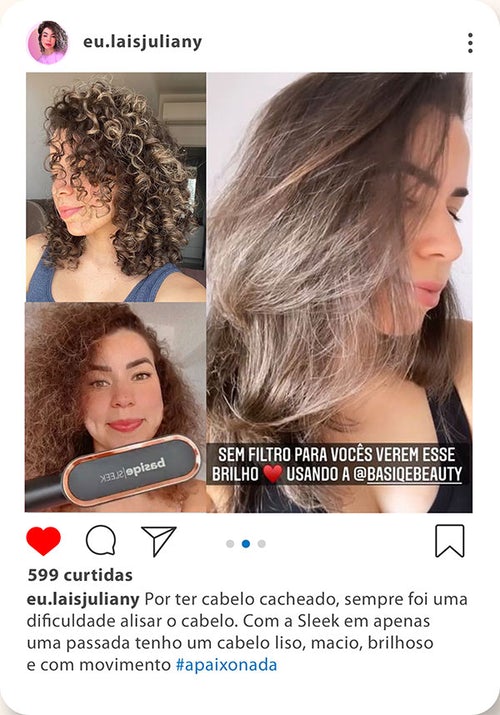 eu.laisjuliany
basiqe|SLEEK
SEM FILTRO PARA VOCÊS VEREM ESSE
BRILHO ❤️ USANDO A @BASIQEBEAUTY
599 curtidas
eu.laisjuliany Por ter cabelo cacheado, sempre foi uma
dificuldade alisar o cabelo. Com a Sleek em apenas
uma passada tenho um cabelo liso, macio, brilhoso
e com movimento #apaixonada